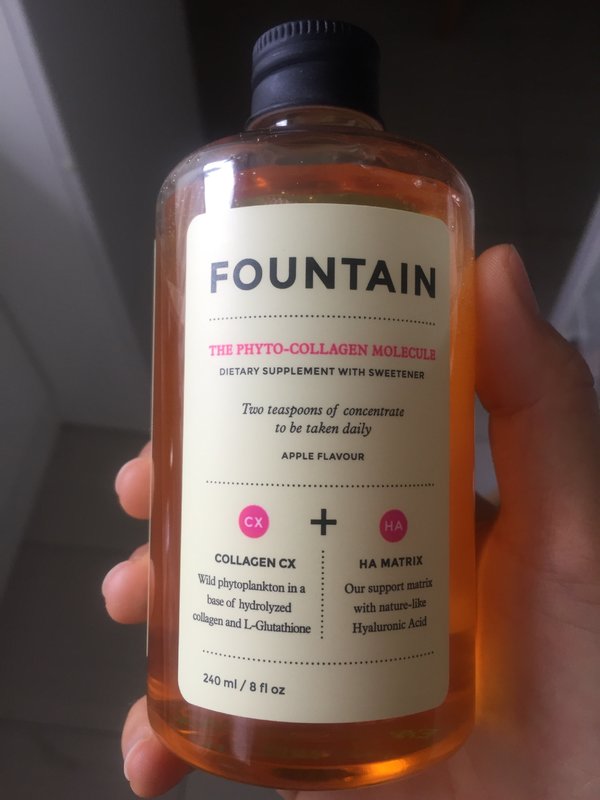 FOUNTAIN
THE PHYTO-COLLAGEN MOLECULE
DIETARY SUPPLEMENT WITH SWEETENER
Two teaspoons of concentrate
to be taken daily
APPLE FLAVOUR
CX + HA
COLLAGEN CX
Wild phytoplankton in a
base of hydrolyzed
collagen and L-Glutathione
HA MATRIX
Our support matrix
with nature-like
Hyaluronic Acid
240 ml / 8 fl oz